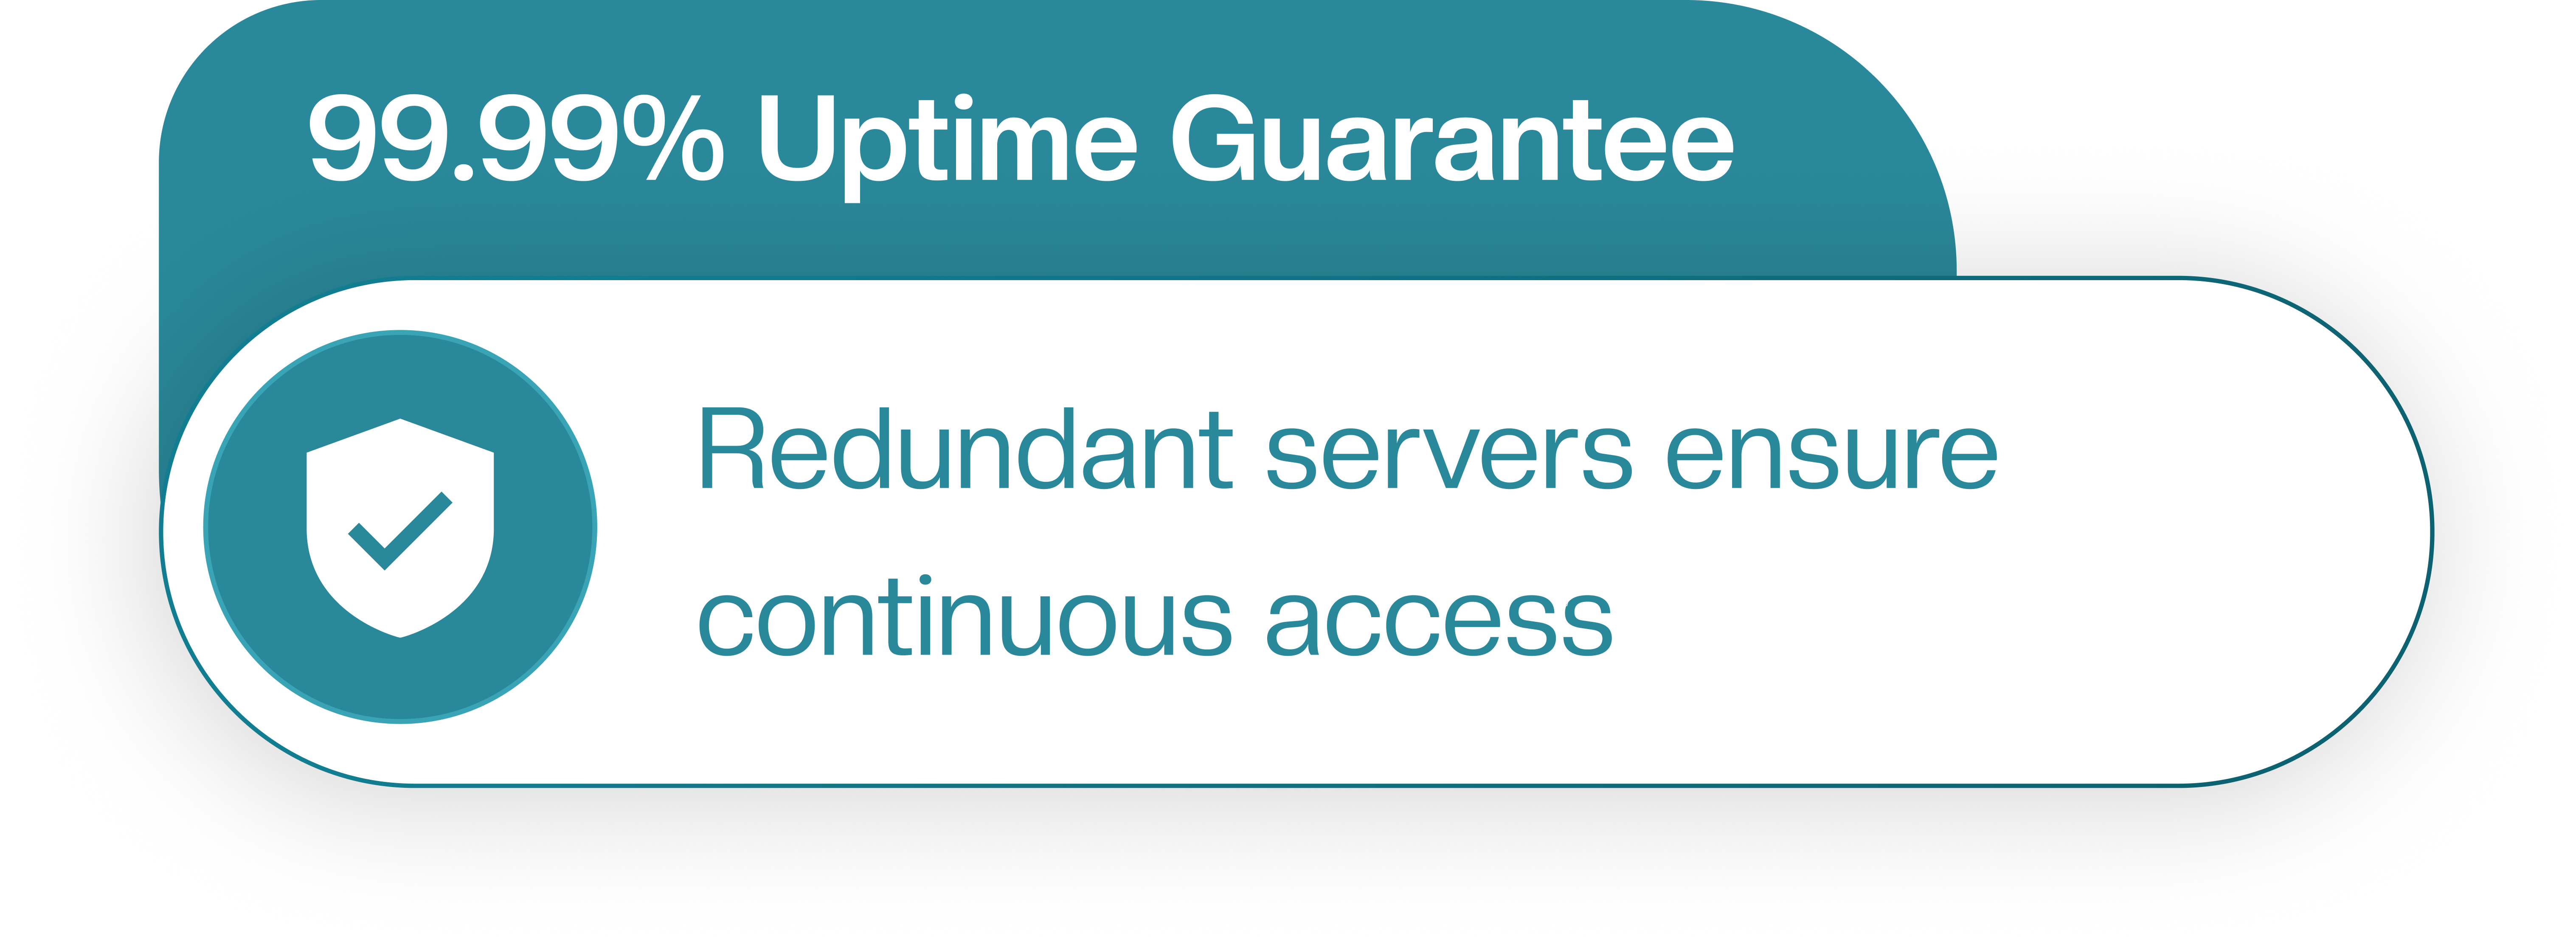 99.99% Uptime Guarantee
Redundant servers ensure
continuous access